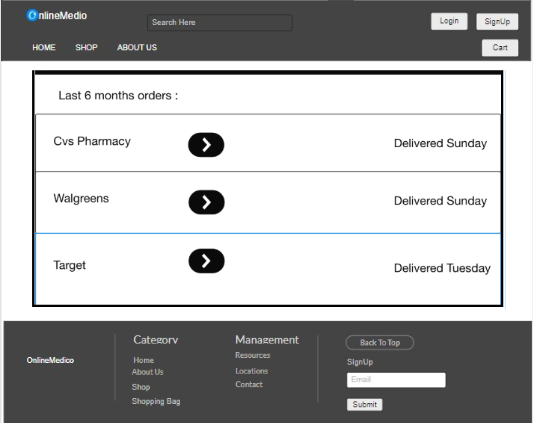 OnlineMedio
Search Here
Login
SignUp
HOME
SHOP
ABOUT US
Cart
Last 6 months orders :
Cvs Pharmacy
Delivered Sunday
Walgreens
Delivered Sunday
Target
Delivered Tuesday
OnlineMedico
Category
Home
About Us
Shop
Shopping Bag
Management
Resources
Locations
Contact
Back To Top
SignUp
Email
Submit